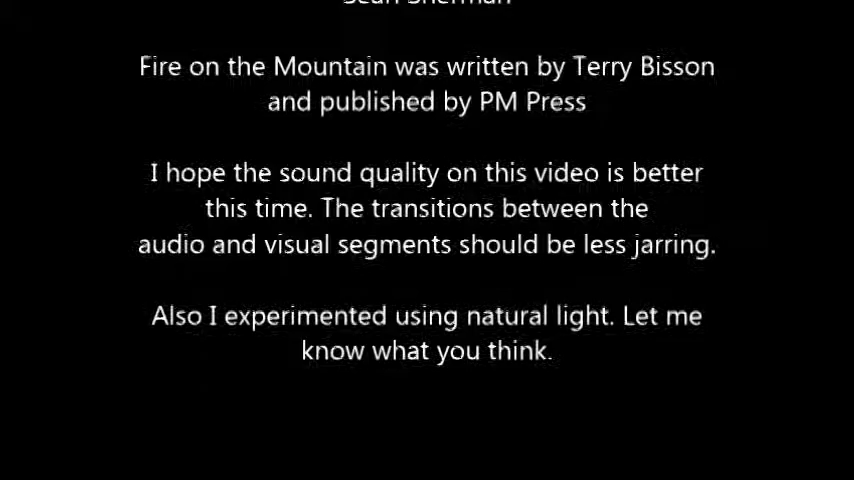 Sean Sherman
Fire on the Mountain was written by Terry Bisson
and published by PM Press
I hope the sound quality on this video is better
this time. The transitions between the
audio and visual segments should be less jarring.
Also I experimented using natural light. Let me
know what you think.